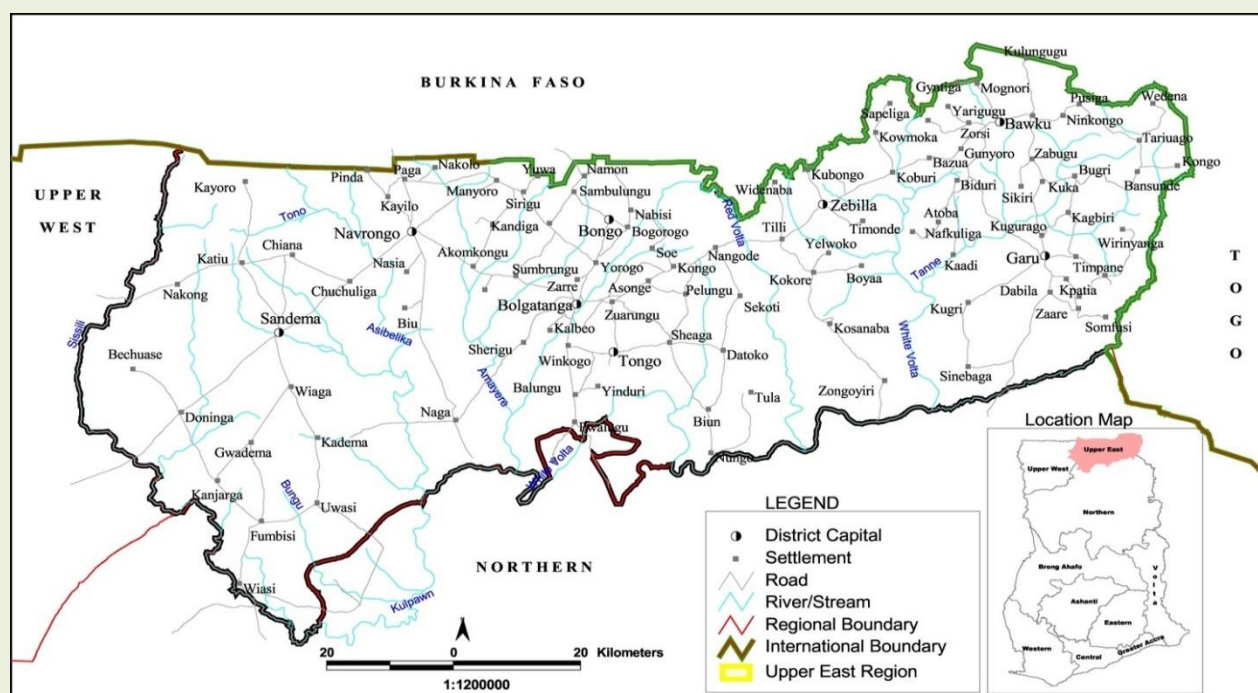 BURKINA FASO
UPPER
WEST
NORTHERN
T
O
G
O
Kulungugu
Gyntiga
Mognori
Sapeliga
Yarigugu
Pusiga
Wedena
Bawku
Ninkongo
Kowmoka
Zorsi
Tariuago
Bazua
Gunyoro
Zabugu
Kongo
Nakolo
Yuwa
Namon
Paga
Pinda
Kayoro
Manyoro
Sambulungu
Widenaba
Kubongo
Koburi
Biduri
Bugri
Bansunde
Sirigu
Sikiri
Kuka
Kayilo
Nabisi
Red Volta
Zebilla
Tono
Kandiga
Bongo
Bogorogo
Timonde
Atoba
Kagbiri
Navrongo
Tilli
Nafkuliga
Kugurago
Wirinyanga
Chiana
Akomkongu
Soe
Nangode
Yelwoko
Katiu
Nasia
Sumbrungu
Yorogo
Kongo
Kokore
Boyaa
Tanne
Kaadi
Garu
Timpane
Nakong
Chuchuliga
Zarre
Asonge
Pelungu
Dabila
Kpatia
Bolgatanga
Zuarungu
Sekoti
Kugri
Zaare
Somfusi
Sandema
Biu
Sissili
Asibelika
Kalbeo
Kosanaba
White Volta
Bechuase
Sherigu
Winkogo
Tongo
Sheaga
Datoko
Sinebaga
Wiaga
Amayere
Balungu
Yinduri
Tula
Zongoyiri
Doninga
Naga
Biun
Pwalugu
Kadema
Gwadema
White Volta
Nungo
Kanjarga
Bungu
Uwasi
Fumbisi
Wiasi
Kulpawn
20 0 20 Kilometers
1:1200000
LEGEND
District Capital
Settlement
Road
River/Stream
Regional Boundary
International Boundary
Upper East Region
Location Map
Upper East
Upper West
Northern
Brong Ahafo
Volta
Ashanti
Eastern
Western
Central
Greater Accra